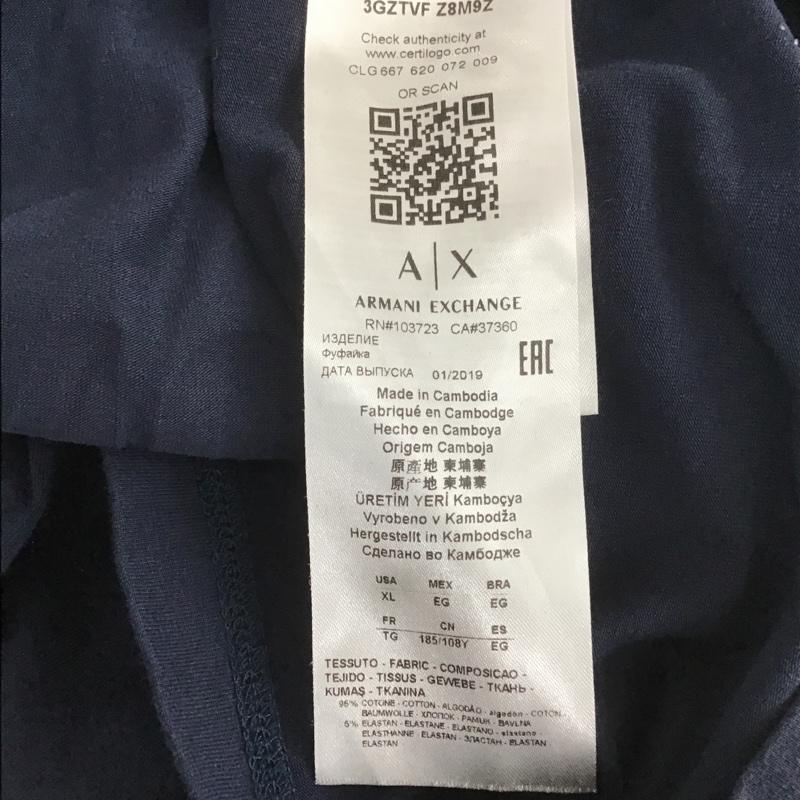 3GZTVF Z8M9Z
Check authenticity at
www.certilogo.com
CLG 667 620 072 009
OR SCAN
A|X
ARMANI EXCHANGE
RN#103723 CA#37360
ИЗДЕЛИЕ
Фуфайка
EAC
ДАТА ВЫПУСКА 01/2019
Made in Cambodia
Fabriqué en Cambodge
Hecho en Camboya
Origem Camboja
原產地 柬埔寨
原产地 柬埔寨
ÜRETİM YERİ Kamboçya
Vyrobeno v Kambodža
Hergestellt in Kambodscha
Сделано во Камбодже
USA MEX BRA
XL EG EG
FR CN ES
TG 185/108Y EG
TESSUTO - FABRIC - COMPOSICAO -
TEJIDO - TISSUS - GEWEBE - ТКАНЬ -
KUMAŞ - TKANINA
95% COTONE - COTTON - ALGODÃO - algodón - COTON -
BAUMWOLLE - ХЛОПОК - PAMUK - BAVLNA
5% ELASTAN - ELASTANE - ELASTANO - elastano -
ELASTHANNE - ELASTAN - ЭЛАСТАН - ELASTAN -
ELASTAN